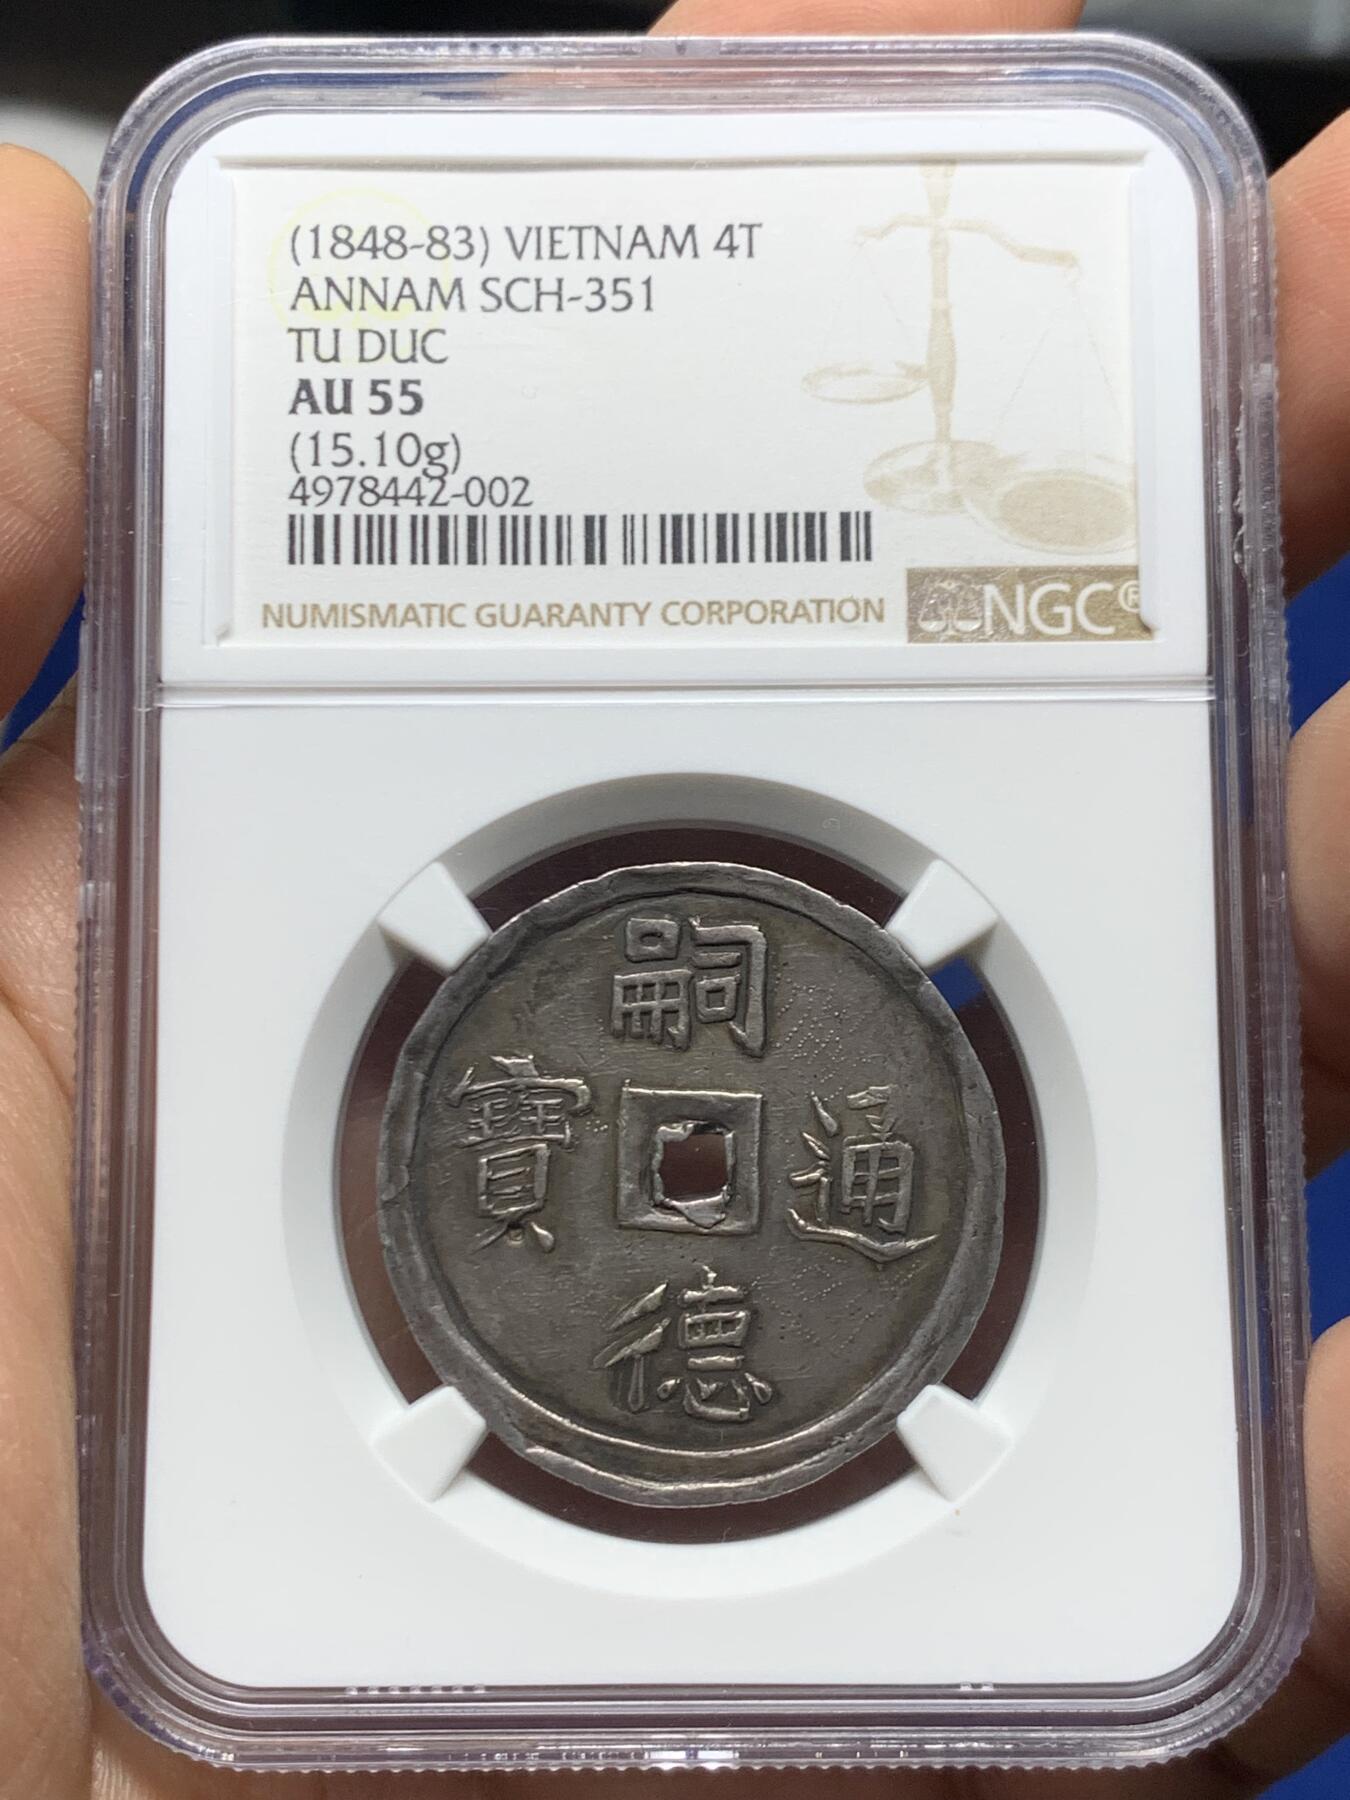 (1848-83) VIETNAM 4T
ANNAM SCH-351
TU DUC
AU 55
(15.10g)
4978442-002
NUMISMATIC GUARANTY CORPORATION
NGC®
嗣
寶 通
德